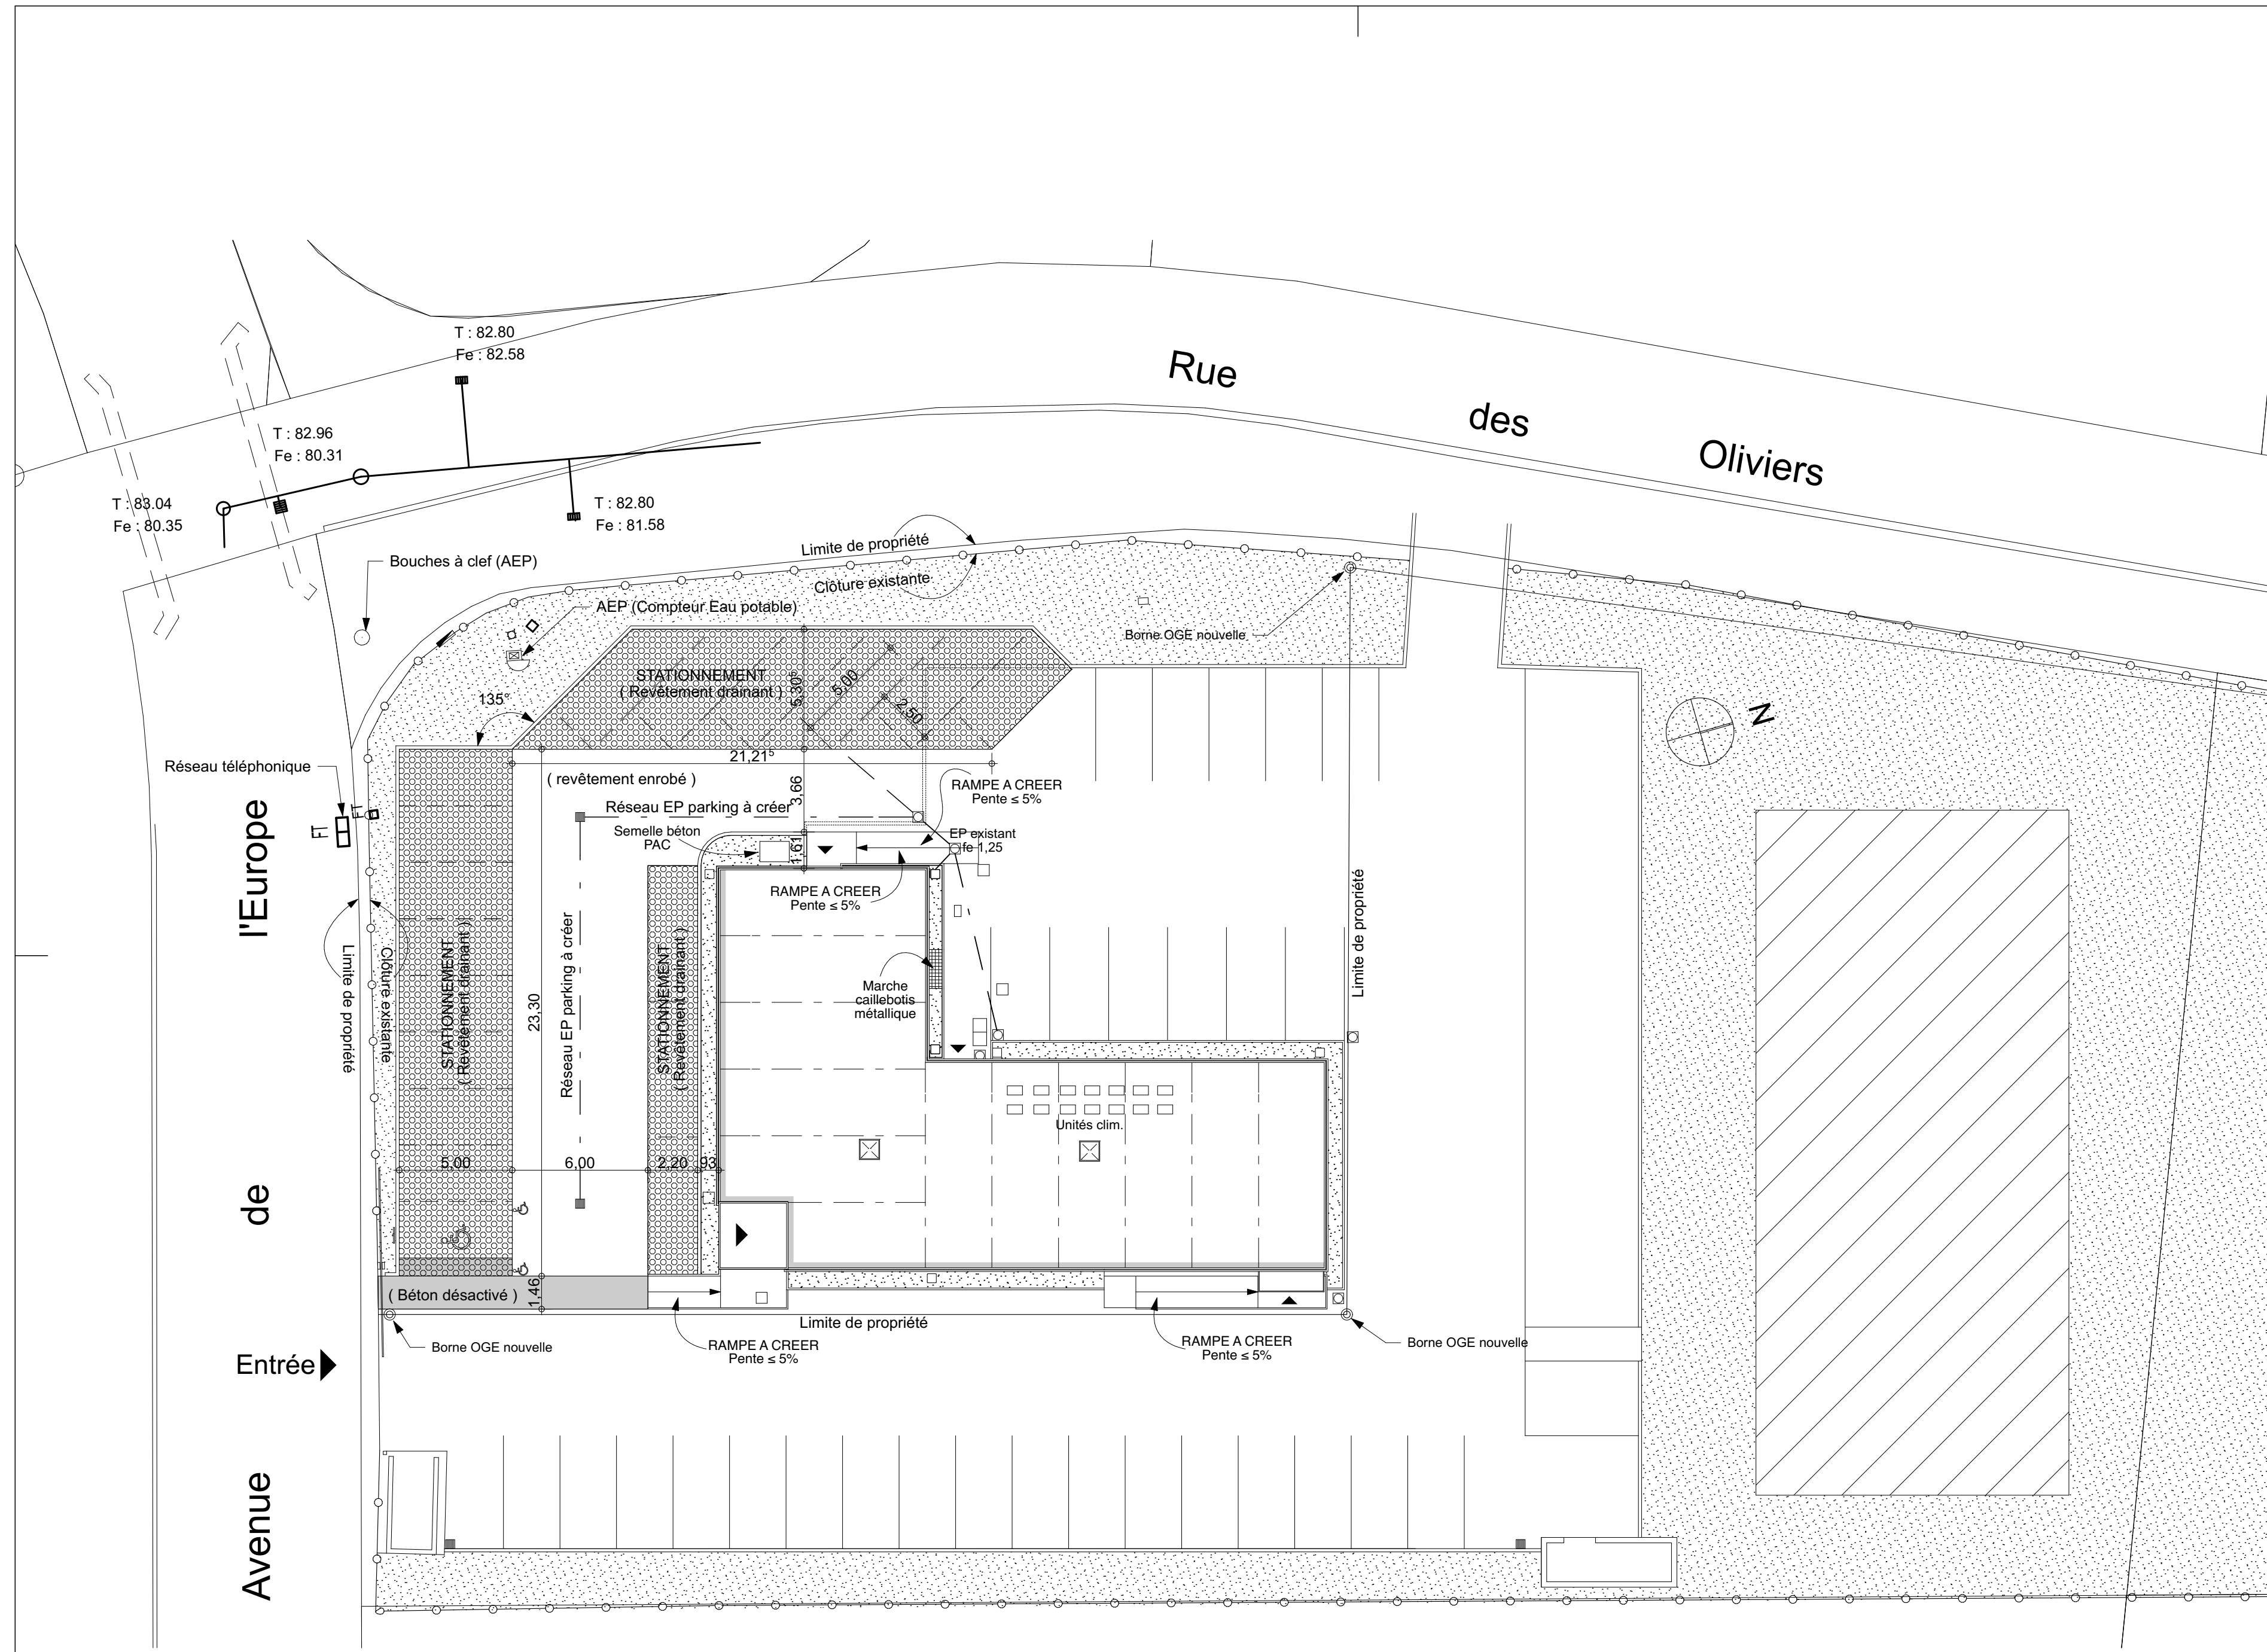 T : 82.80
Fe : 82.58
Rue
des
Oliviers
T : 82.96
Fe : 80.31
T : 83.04
Fe : 80.35
T : 82.80
Fe : 81.58
Bouches à clef (AEP)
Limite de propriété
Clôture existante
AEP (Compteur Eau potable)
Borne OGE nouvelle
STATIONNEMENT
( Revêtement drainant )
5,30⁵
5,00
2,50
135°
N
21,21⁵
Réseau téléphonique
( revêtement enrobé )
3,66
RAMPE A CREER
Pente ≤ 5%
Réseau EP parking à créer
FT
FT
Semelle béton
PAC
1,61
EP existant
fe 1,25
RAMPE A CREER
Pente ≤ 5%
l'Europe
Limite de propriété
Clôture existante
Limite de propriété
STATIONNEMENT
( Revêtement drainant )
23,30
Réseau EP parking à créer
STATIONNEMENT
( Revêtement drainant )
Marche
caillebotis
métallique
Unités clim.
5,00
6,00
2,20
93
de
( Béton désactivé )
1,46
Limite de propriété
Borne OGE nouvelle
RAMPE A CREER
Pente ≤ 5%
RAMPE A CREER
Pente ≤ 5%
Borne OGE nouvelle
Entrée
Avenue